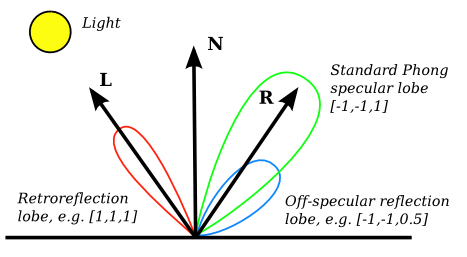 Light
N
L
R
Standard Phong
specular lobe
[-1,-1,1]
Retroreflection
lobe, e.g. [1,1,1]
Off-specular reflection
lobe, e.g. [-1,-1,0.5]